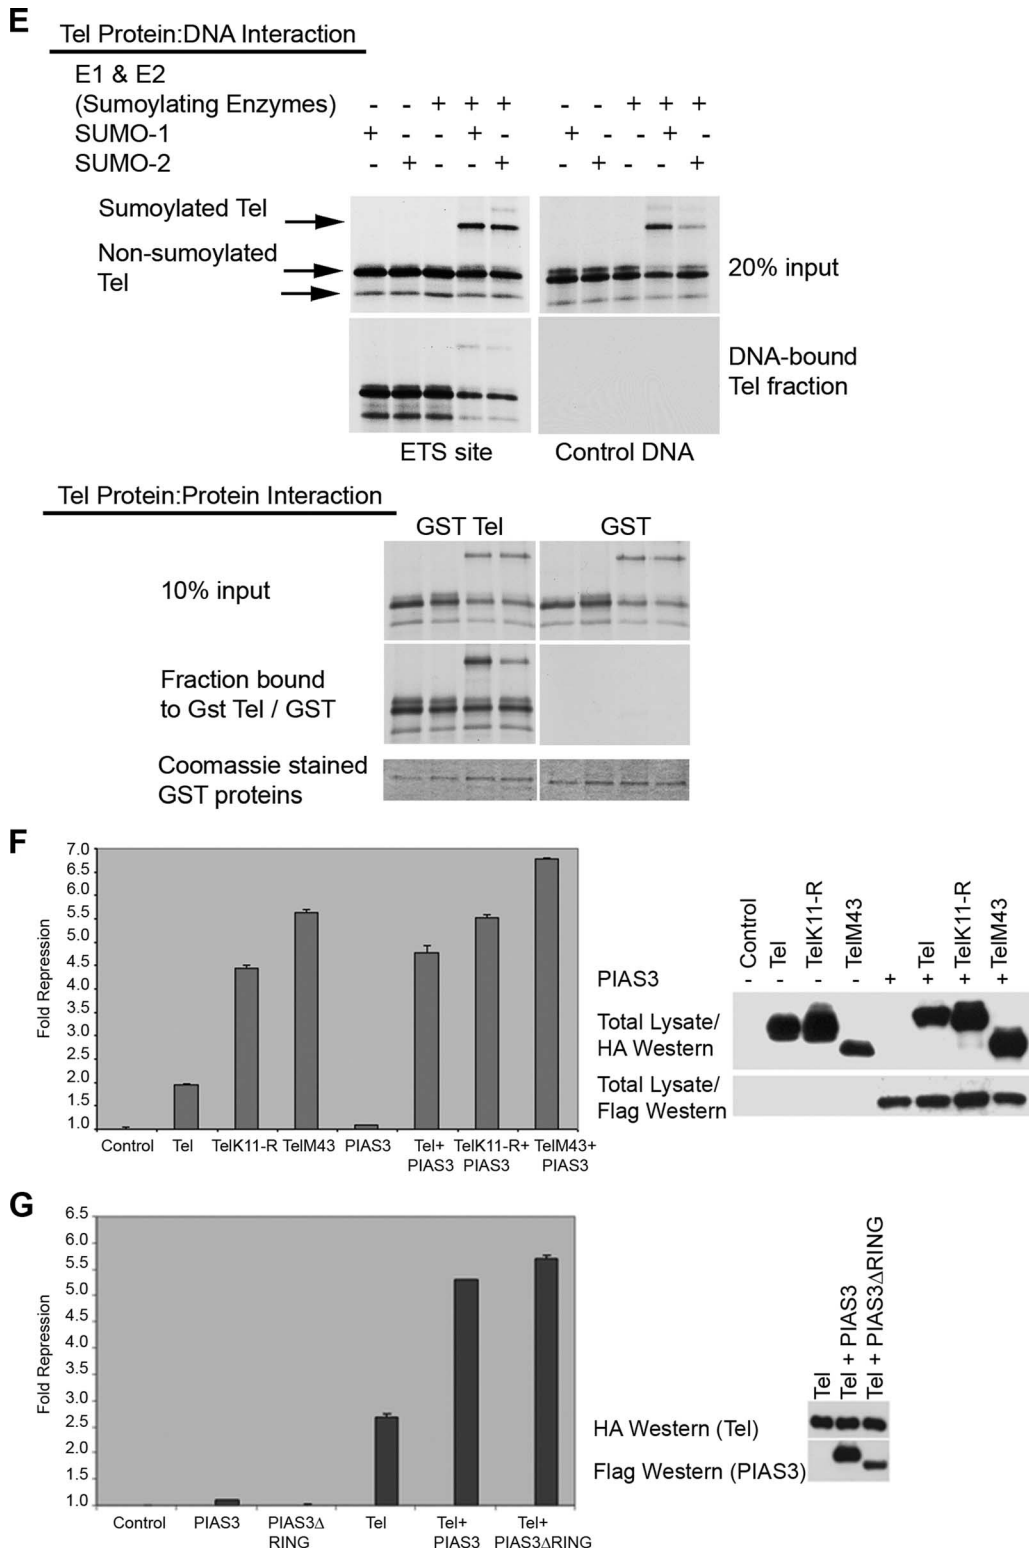 E
Tel Protein:DNA Interaction
E1 & E2
(Sumoylating Enzymes) - - + + + - - + + +
SUMO-1 + - - + - + - - + -
SUMO-2 - + - - + - + - - +
Sumoylated Tel
Non-sumoylated
Tel
20% input
DNA-bound
Tel fraction
ETS site Control DNA
Tel Protein:Protein Interaction
GST Tel GST
10% input
Fraction bound
to Gst Tel / GST
Coomassie stained
GST proteins
F
Fold Repression
7.0
6.5
6.0
5.5
5.0
4.5
4.0
3.5
3.0
2.5
2.0
1.5
1.0
Control Tel TelK11-R TelM43 PIAS3 Tel+ TelK11-R+ TelM43+
PIAS3 PIAS3 PIAS3
Control
Tel
TelK11-R
TelM43
Tel
TelK11-R
TelM43
PIAS3 - - - - + + + +
Total Lysate/
HA Western
Total Lysate/
Flag Western
G
Fold Repression
6.5
6.0
5.5
5.0
4.5
4.0
3.5
3.0
2.5
2.0
1.5
1.0
Control PIAS3 PIAS3Δ Tel Tel+ Tel+
RING PIAS3 PIAS3ΔRING
Tel
Tel + PIAS3
Tel + PIAS3ΔRING
HA Western (Tel)
Flag Western (PIAS3)